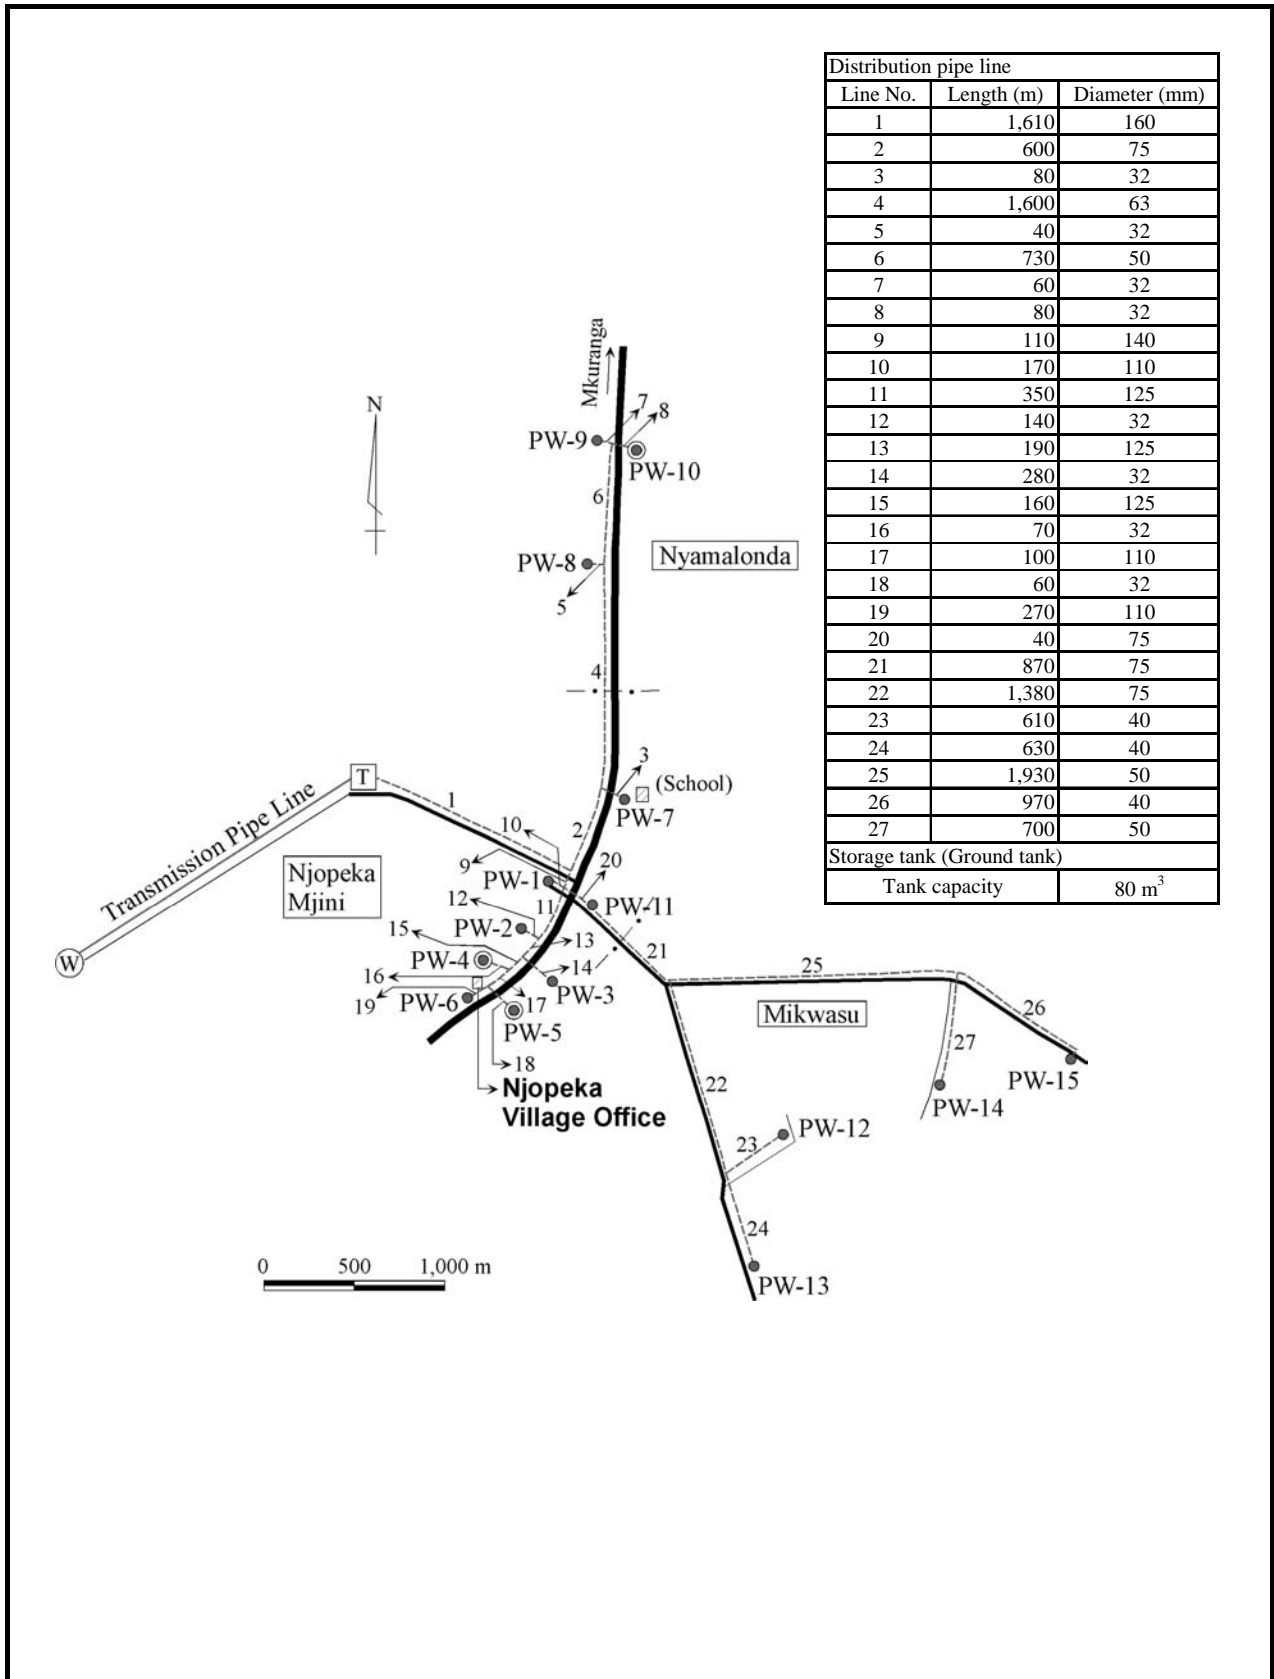 Distribution pipe line
Line No. Length (m) Diameter (mm)
1 1,610 160
2 600 75
3 80 32
4 1,600 63
5 40 32
6 730 50
7 60 32
8 80 32
9 110 140
10 170 110
11 350 125
12 140 32
13 190 125
14 280 32
15 160 125
16 70 32
17 100 110
18 60 32
19 270 110
20 40 75
21 870 75
22 1,380 75
23 610 40
24 630 40
25 1,930 50
26 970 40
27 700 50
Storage tank (Ground tank)
Tank capacity 80 m³
Mkuranga
N
7
8
PW-9
PW-10
6
Nyamalonda
PW-8
5
4
3
(School)
T
PW-7
1
2
10
Transmission Pipe Line
9
20
Njopeka
Mjini
PW-1
12
11
PW-11
PW-2
15
13
21
W
PW-4
14
25
16
PW-3
19
PW-6
17
Mikwasu
26
PW-5
27
18
PW-15
Njopeka
Village Office
22
PW-14
PW-12
23
24
0 500 1,000 m
PW-13